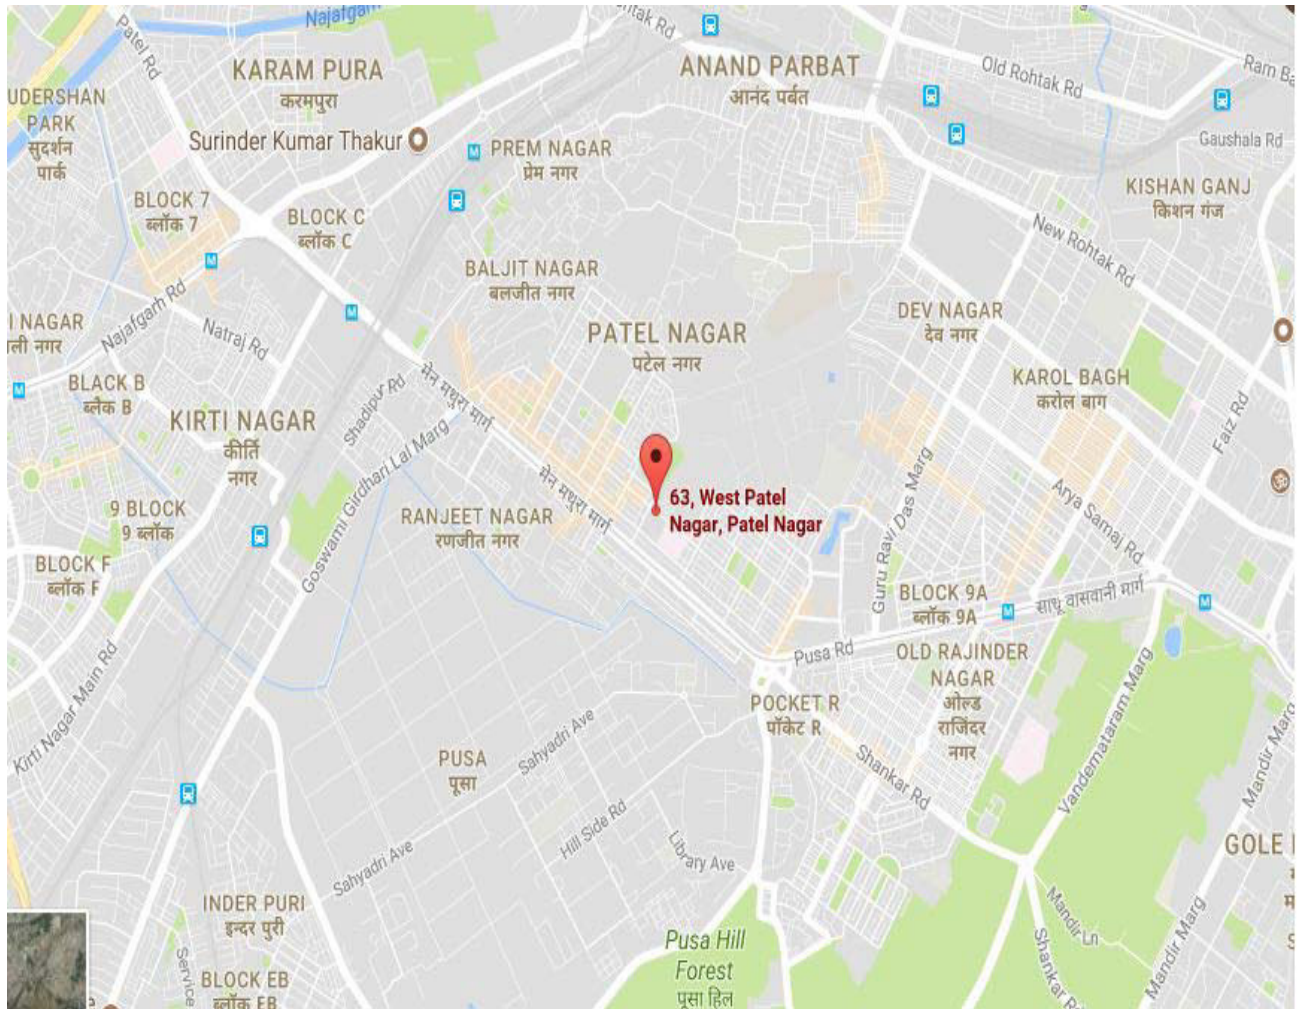 Najafgarh
ntak Rd
Patel Rd
KARAM PURA
करमपुरा
ANAND PARBAT
आनंद पर्बत
Old Rohtak Rd
Ram Ba
UDERSHAN
PARK
सुदर्शन
पार्क
Surinder Kumar Thakur
PREM NAGAR
प्रेम नगर
Gaushala Rd
KISHAN GANJ
किशन गंज
BLOCK 7
ब्लॉक 7
BLOCK C
ब्लॉक C
New Rohtak Rd
BALJIT NAGAR
बलजीत नगर
Najafgarh Rd
Natraj Rd
I NAGAR
ली नगर
PATEL NAGAR
पटेल नगर
DEV NAGAR
देव नगर
BLACK B
ब्लैक B
KAROL BAGH
करोल बाग
Shadipur Rd
मेन मथुरा मार्ग
KIRTI NAGAR
कीर्ति
नगर
Faiz Rd
Goswami Girdhari Lal Marg
मेन मथुरा मार्ग
63, West Patel
Nagar, Patel Nagar
Guru Ravi Das Marg
Arya Samaj Rd
9 BLOCK
9 ब्लॉक
RANJEET NAGAR
रणजीत नगर
BLOCK F
ब्लॉक F
BLOCK 9A
ब्लॉक 9A
साधू वासवानी मार्ग
Pusa Rd
OLD RAJINDER
NAGAR
ओल्ड
राजिंदर
नगर
Kirti Nagar Main Rd
POCKET R
पॉकेट R
Vandemataram Marg
Mandir Marg
PUSA
पूसा
Sahyadri Ave
Shankar Rd
Hill Side Rd
Library Ave
Sahyadri Ave
GOLE
INDER PURI
इन्दर पुरी
Mandir Ln
Mandir Marg
Shankar Rd
Pusa Hill
Forest
पूसा हिल
Service
BLOCK EB
ब्लॉक EB